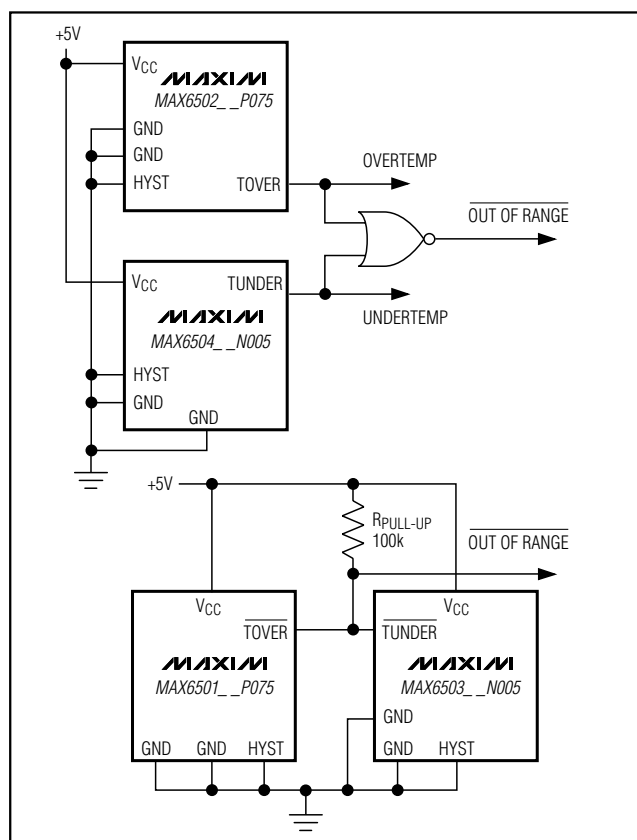 +5V
VCC
MAXIM
MAX6502_ _P075
GND
GND
HYST
TOVER
OVERTEMP
OUT OF RANGE
VCC
TUNDER
MAXIM
MAX6504_ _N005
UNDERTEMP
HYST
GND
GND
+5V
RPULL-UP
100k
OUT OF RANGE
VCC
TOVER
MAXIM
MAX6501_ _P075
GND
GND
HYST
VCC
TUNDER
MAXIM
MAX6503_ _N005
GND
GND
HYST